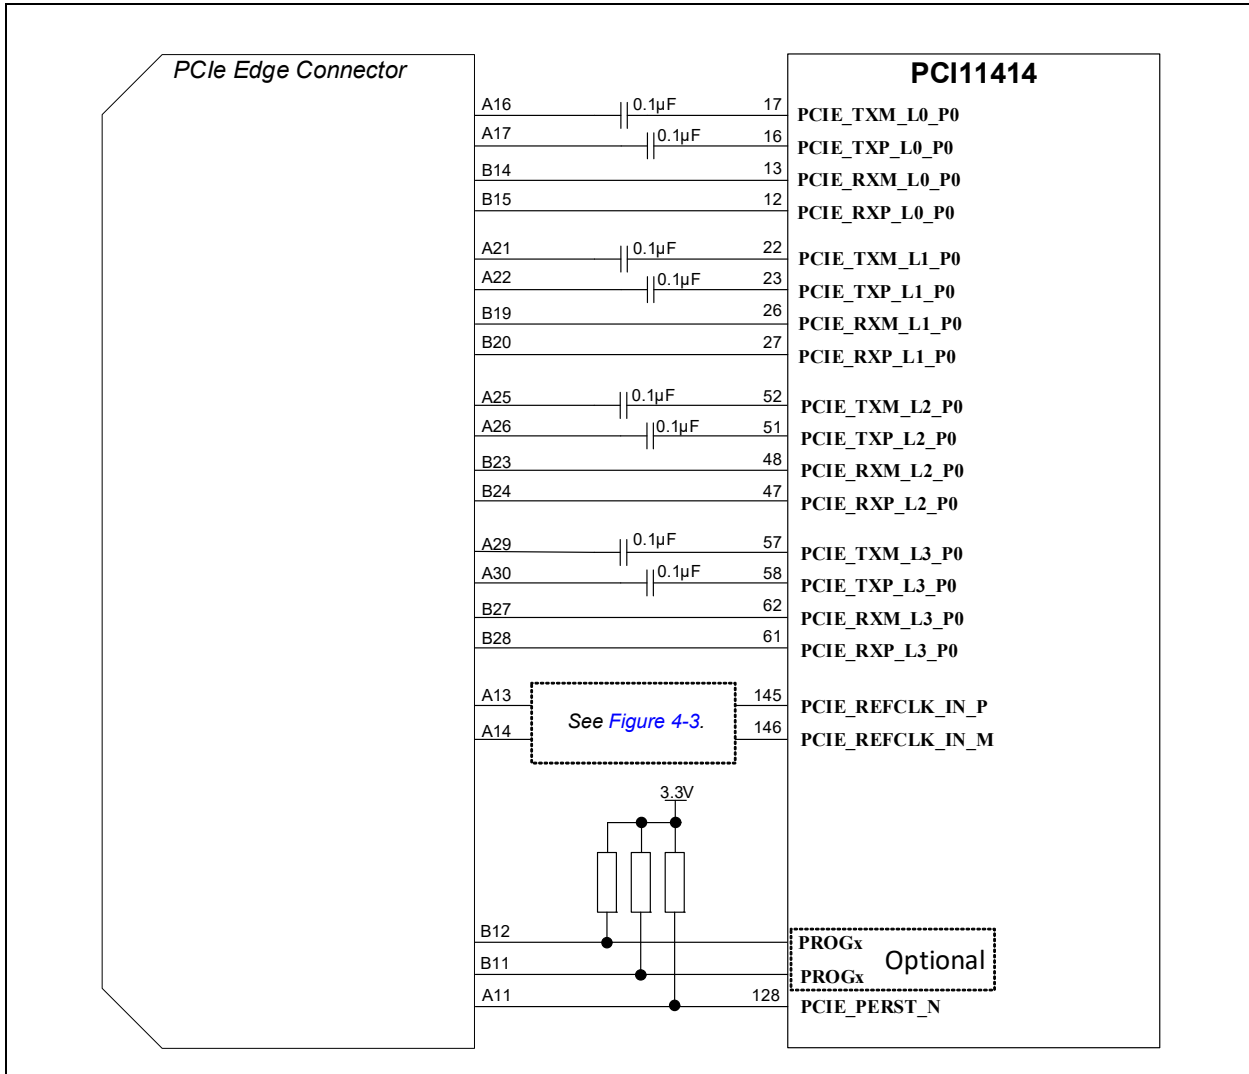 PCIe Edge Connector
PCI11414
A16 0.1µF 17 PCIE_TXM_L0_P0
A17 0.1µF 16 PCIE_TXP_L0_P0
B14 13 PCIE_RXM_L0_P0
B15 12 PCIE_RXP_L0_P0
A21 0.1µF 22 PCIE_TXM_L1_P0
A22 0.1µF 23 PCIE_TXP_L1_P0
B19 26 PCIE_RXM_L1_P0
B20 27 PCIE_RXP_L1_P0
A25 0.1µF 52 PCIE_TXM_L2_P0
A26 0.1µF 51 PCIE_TXP_L2_P0
B23 48 PCIE_RXM_L2_P0
B24 47 PCIE_RXP_L2_P0
A29 0.1µF 57 PCIE_TXM_L3_P0
A30 0.1µF 58 PCIE_TXP_L3_P0
B27 62 PCIE_RXM_L3_P0
B28 61 PCIE_RXP_L3_P0
A13 145 PCIE_REFCLK_IN_P
See Figure 4-3.
A14 146 PCIE_REFCLK_IN_M
3.3V
B12 PROGx
Optional
B11 PROGx
A11 128 PCIE_PERST_N